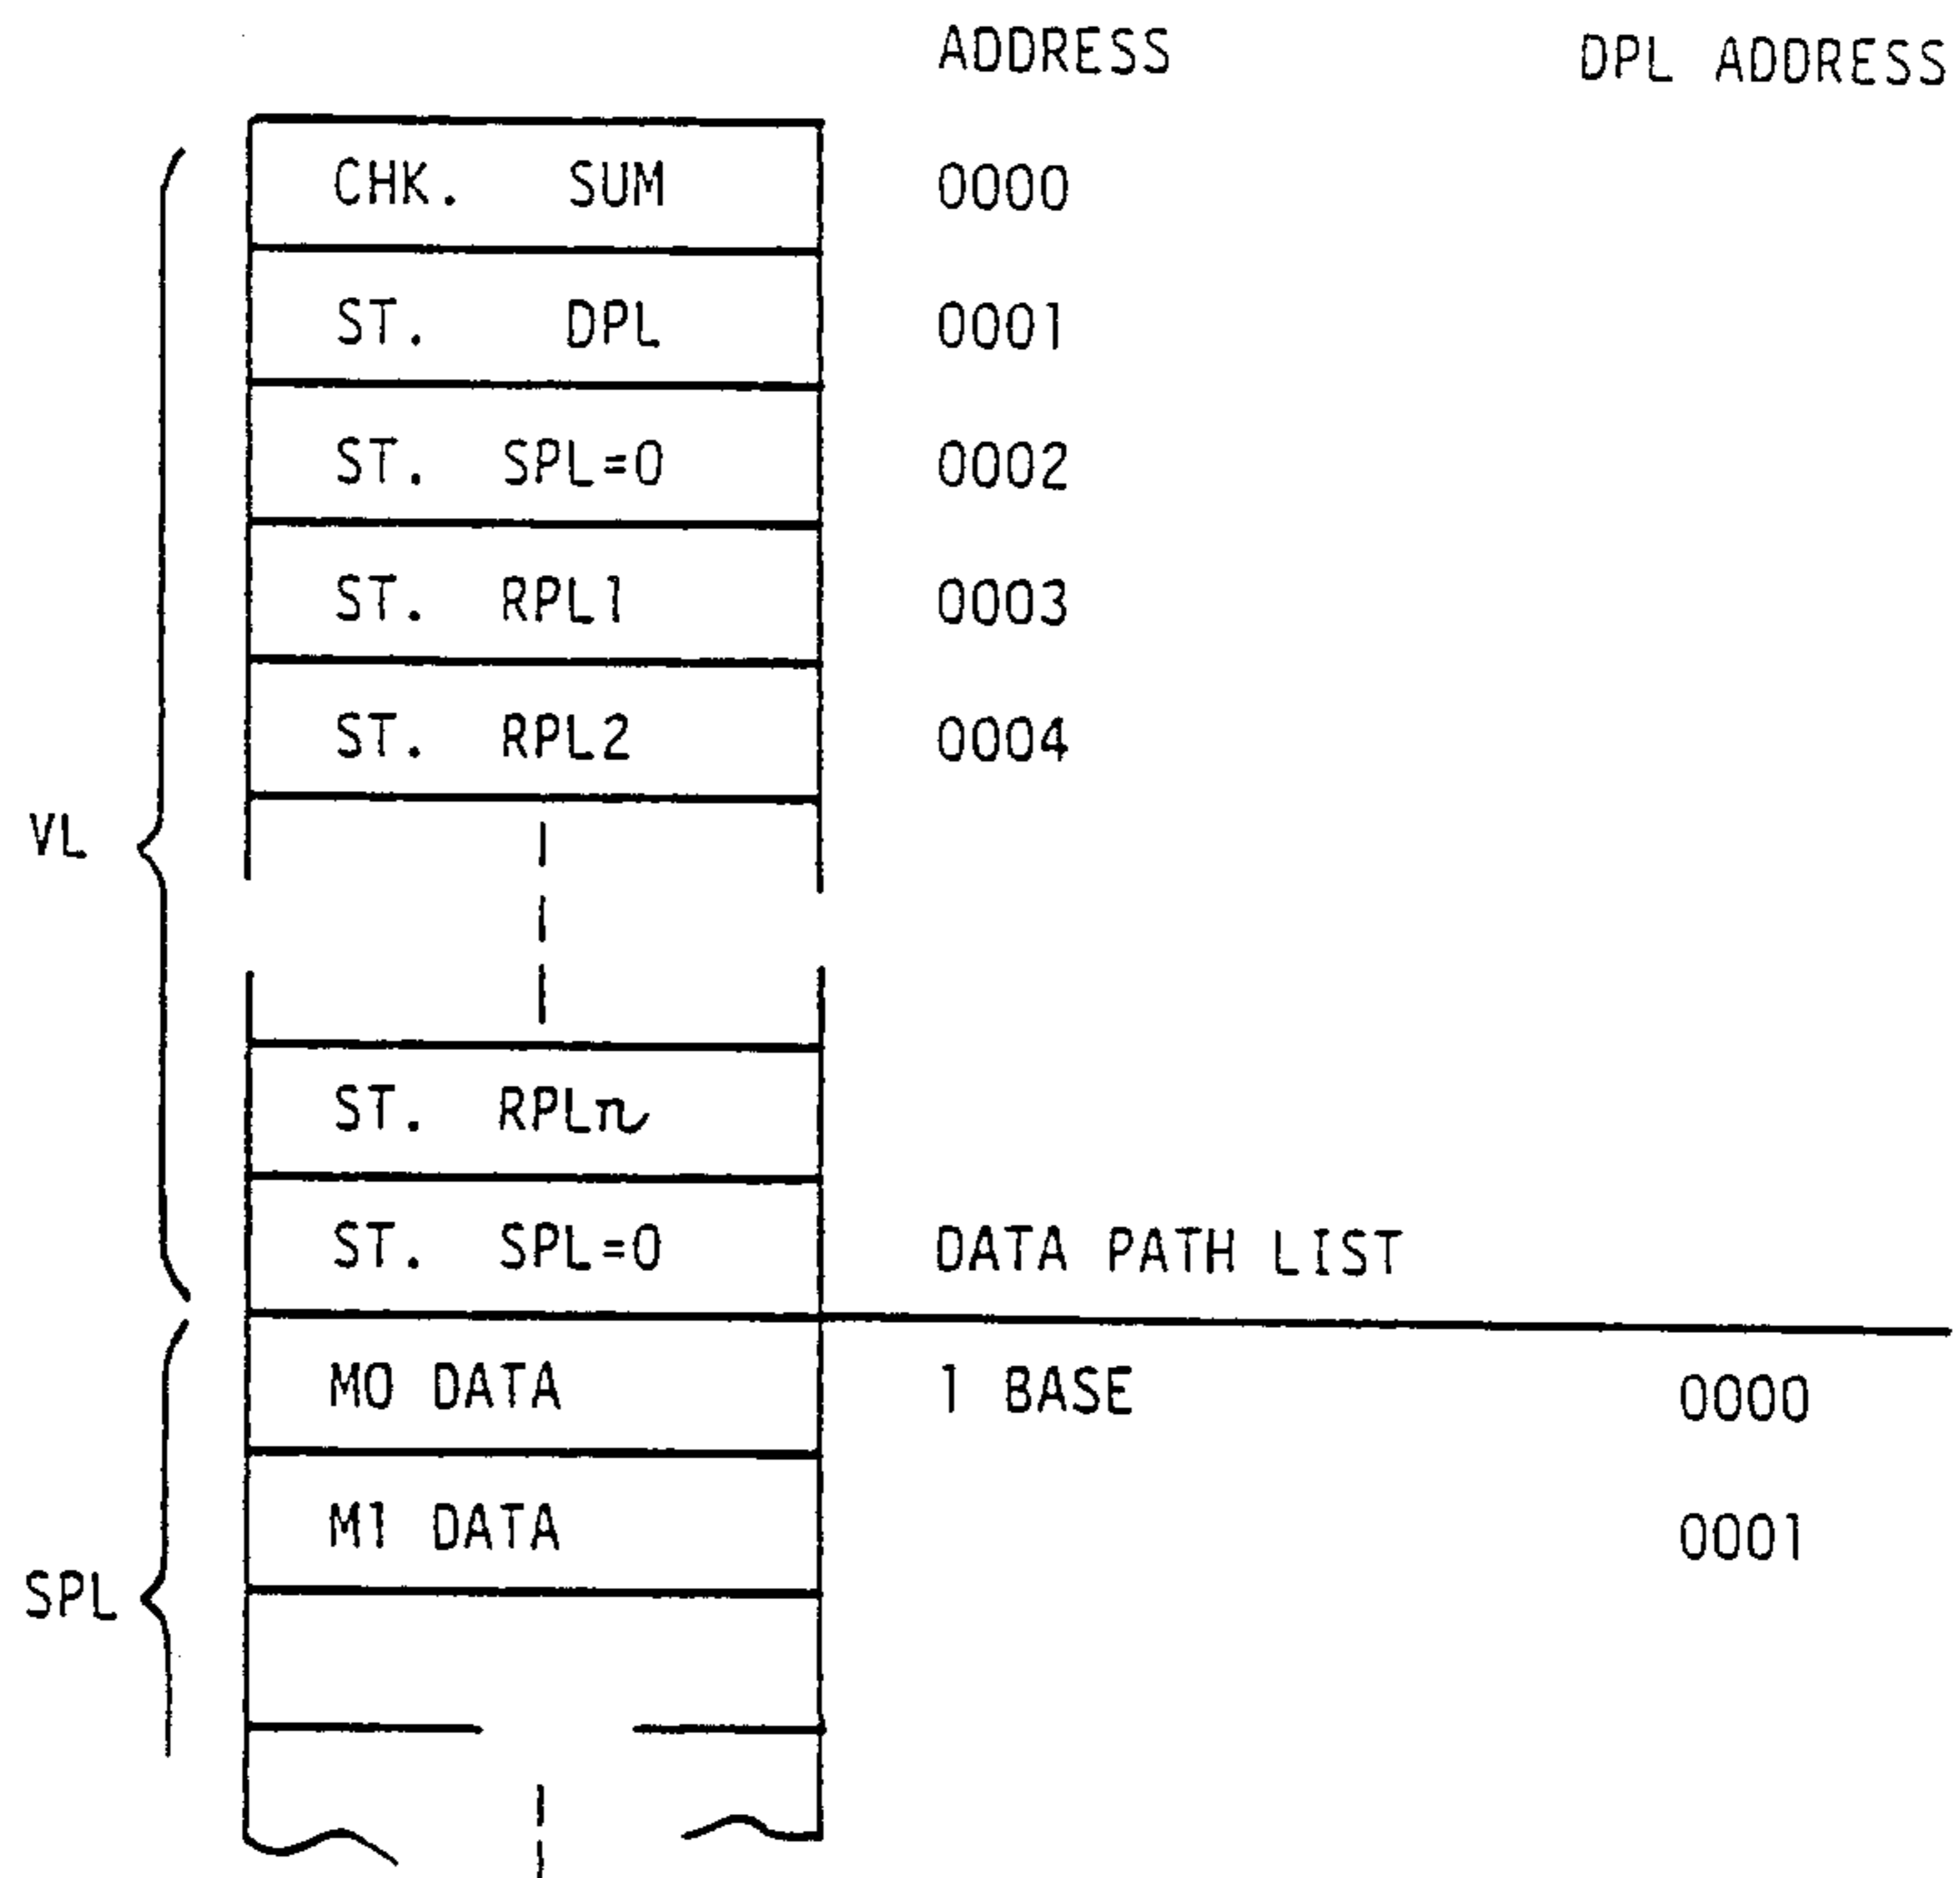 ADDRESS DPL ADDRESS
CHK. SUM 0000
ST. DPL 0001
ST. SPL=0 0002
ST. RPL1 0003
ST. RPL2 0004
VL
ST. RPLn
ST. SPL=0 DATA PATH LIST
M0 DATA 1 BASE 0000
M1 DATA 0001
SPL